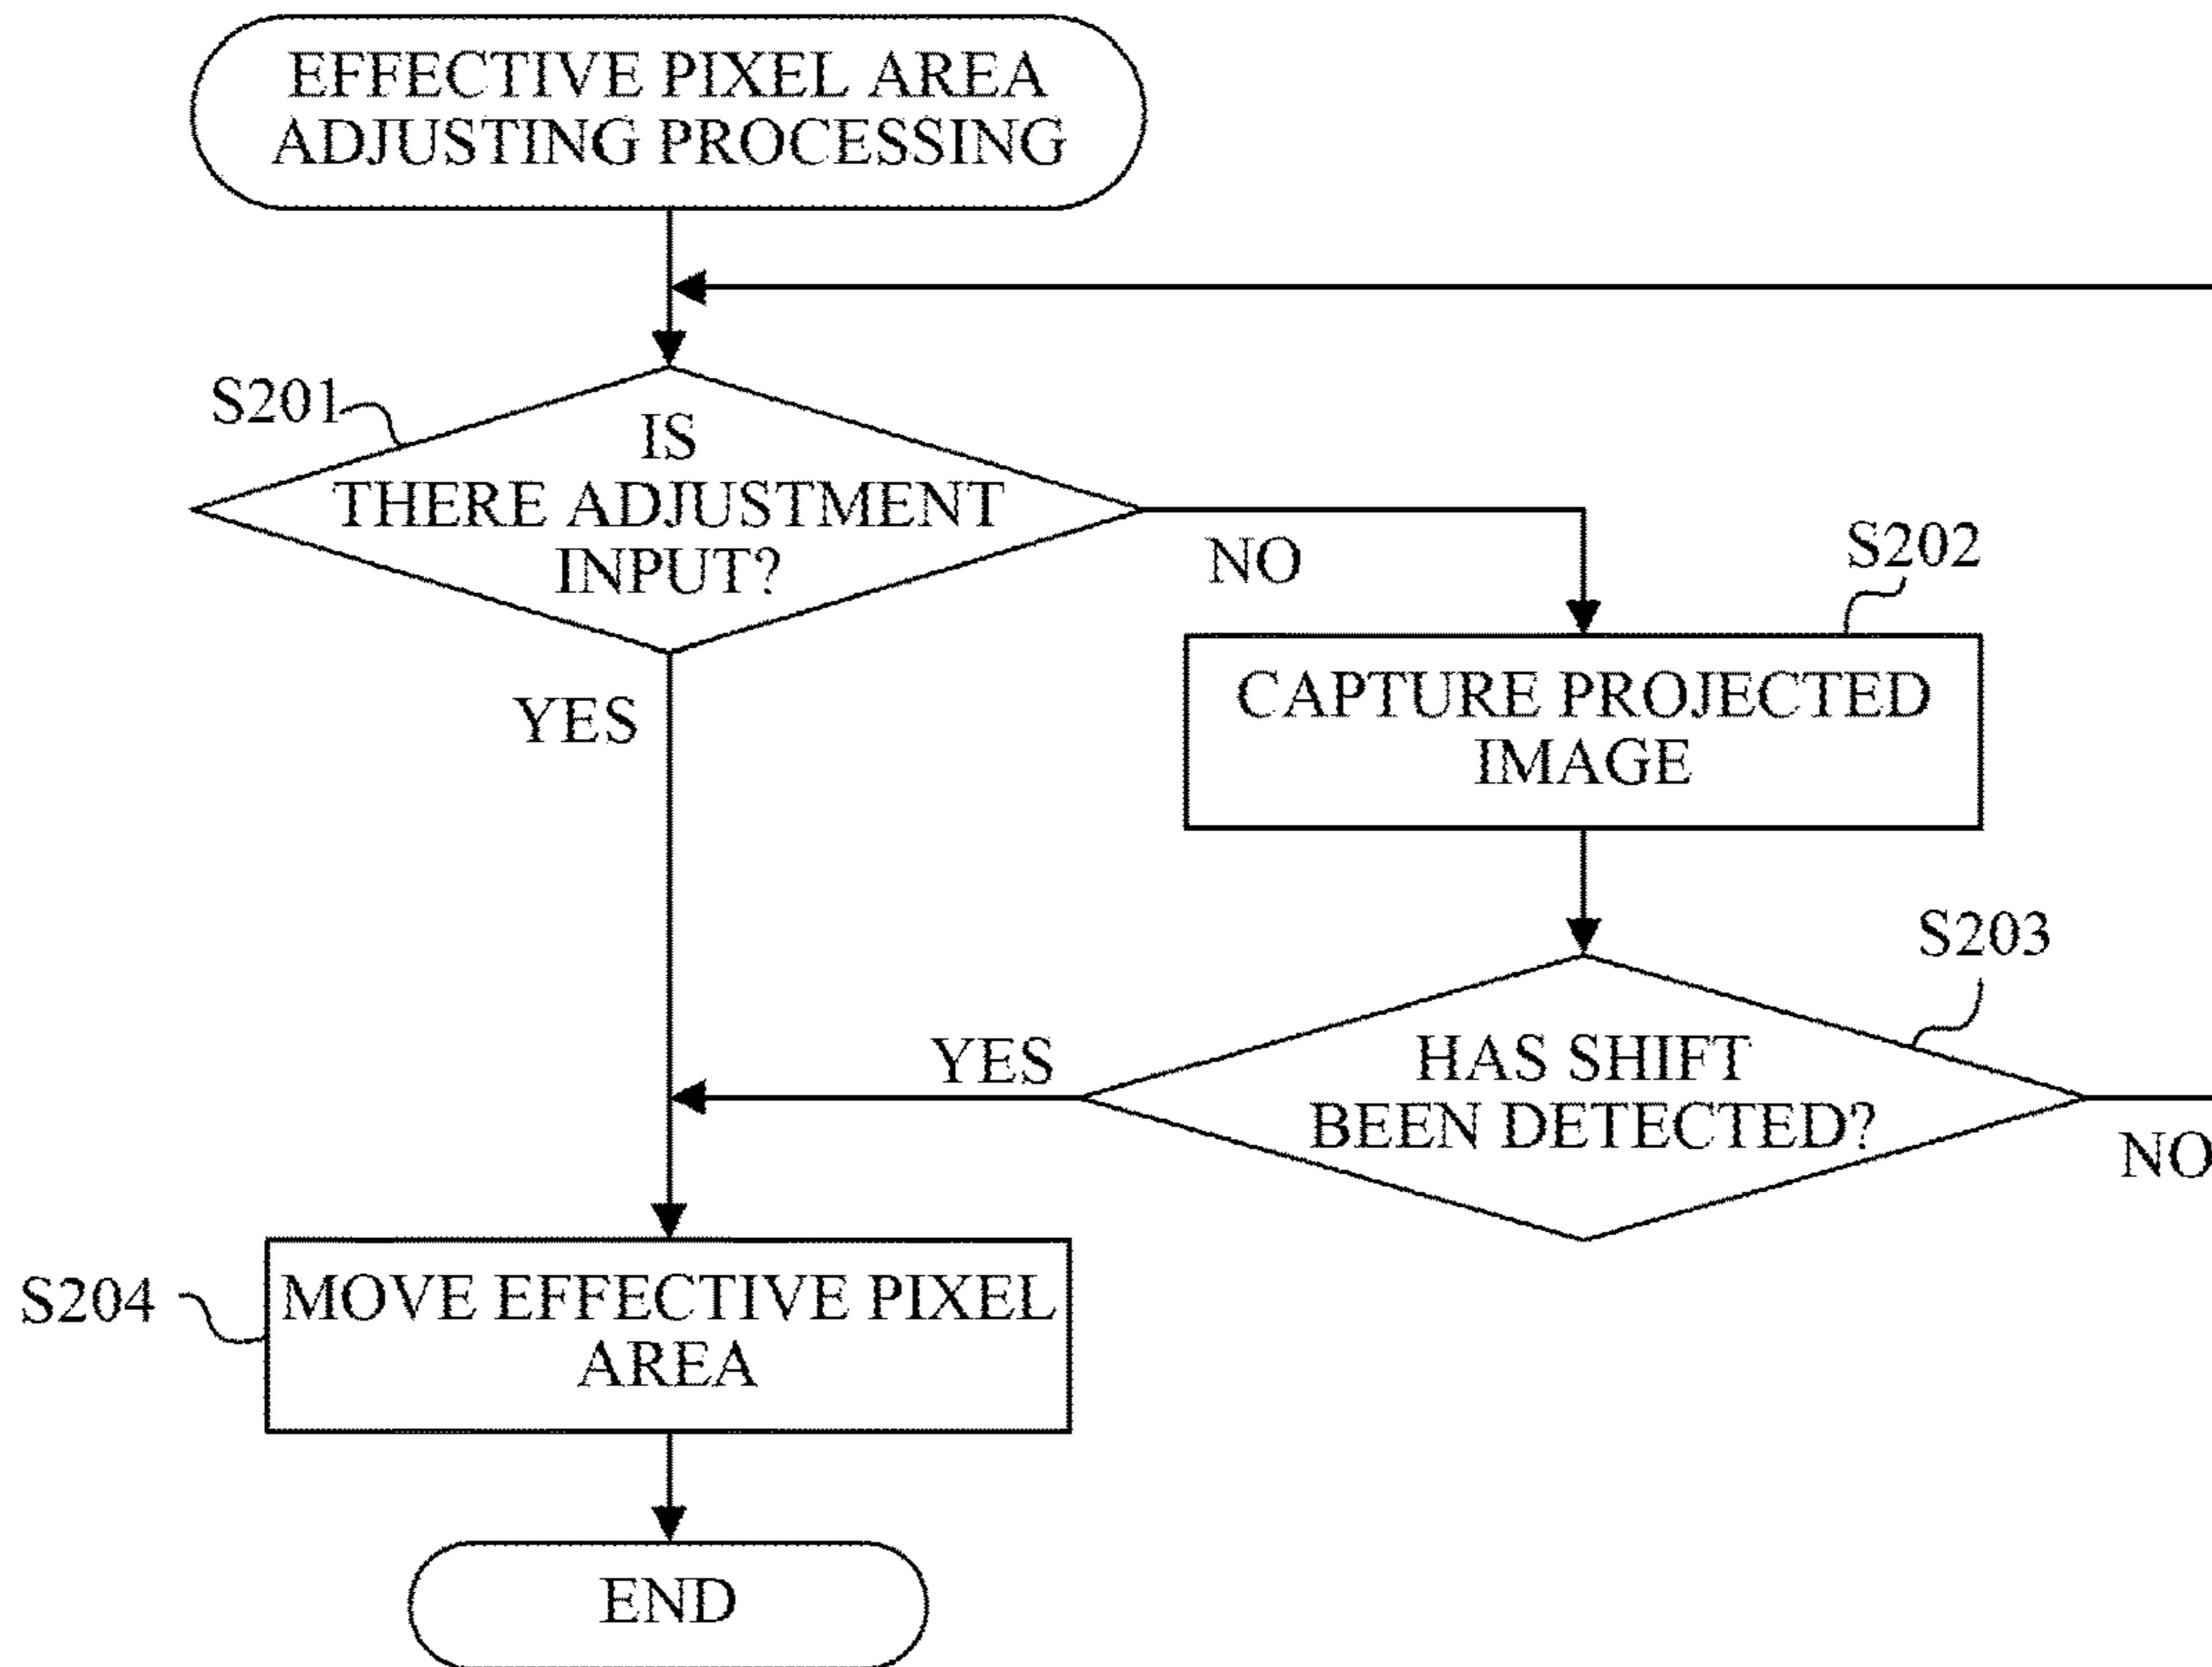 EFFECTIVE PIXEL AREA
ADJUSTING PROCESSING
S201
IS
THERE ADJUSTMENT
INPUT?
NO
S202
YES
CAPTURE PROJECTED
IMAGE
S203
YES
HAS SHIFT
BEEN DETECTED?
NO
S204
MOVE EFFECTIVE PIXEL
AREA
END